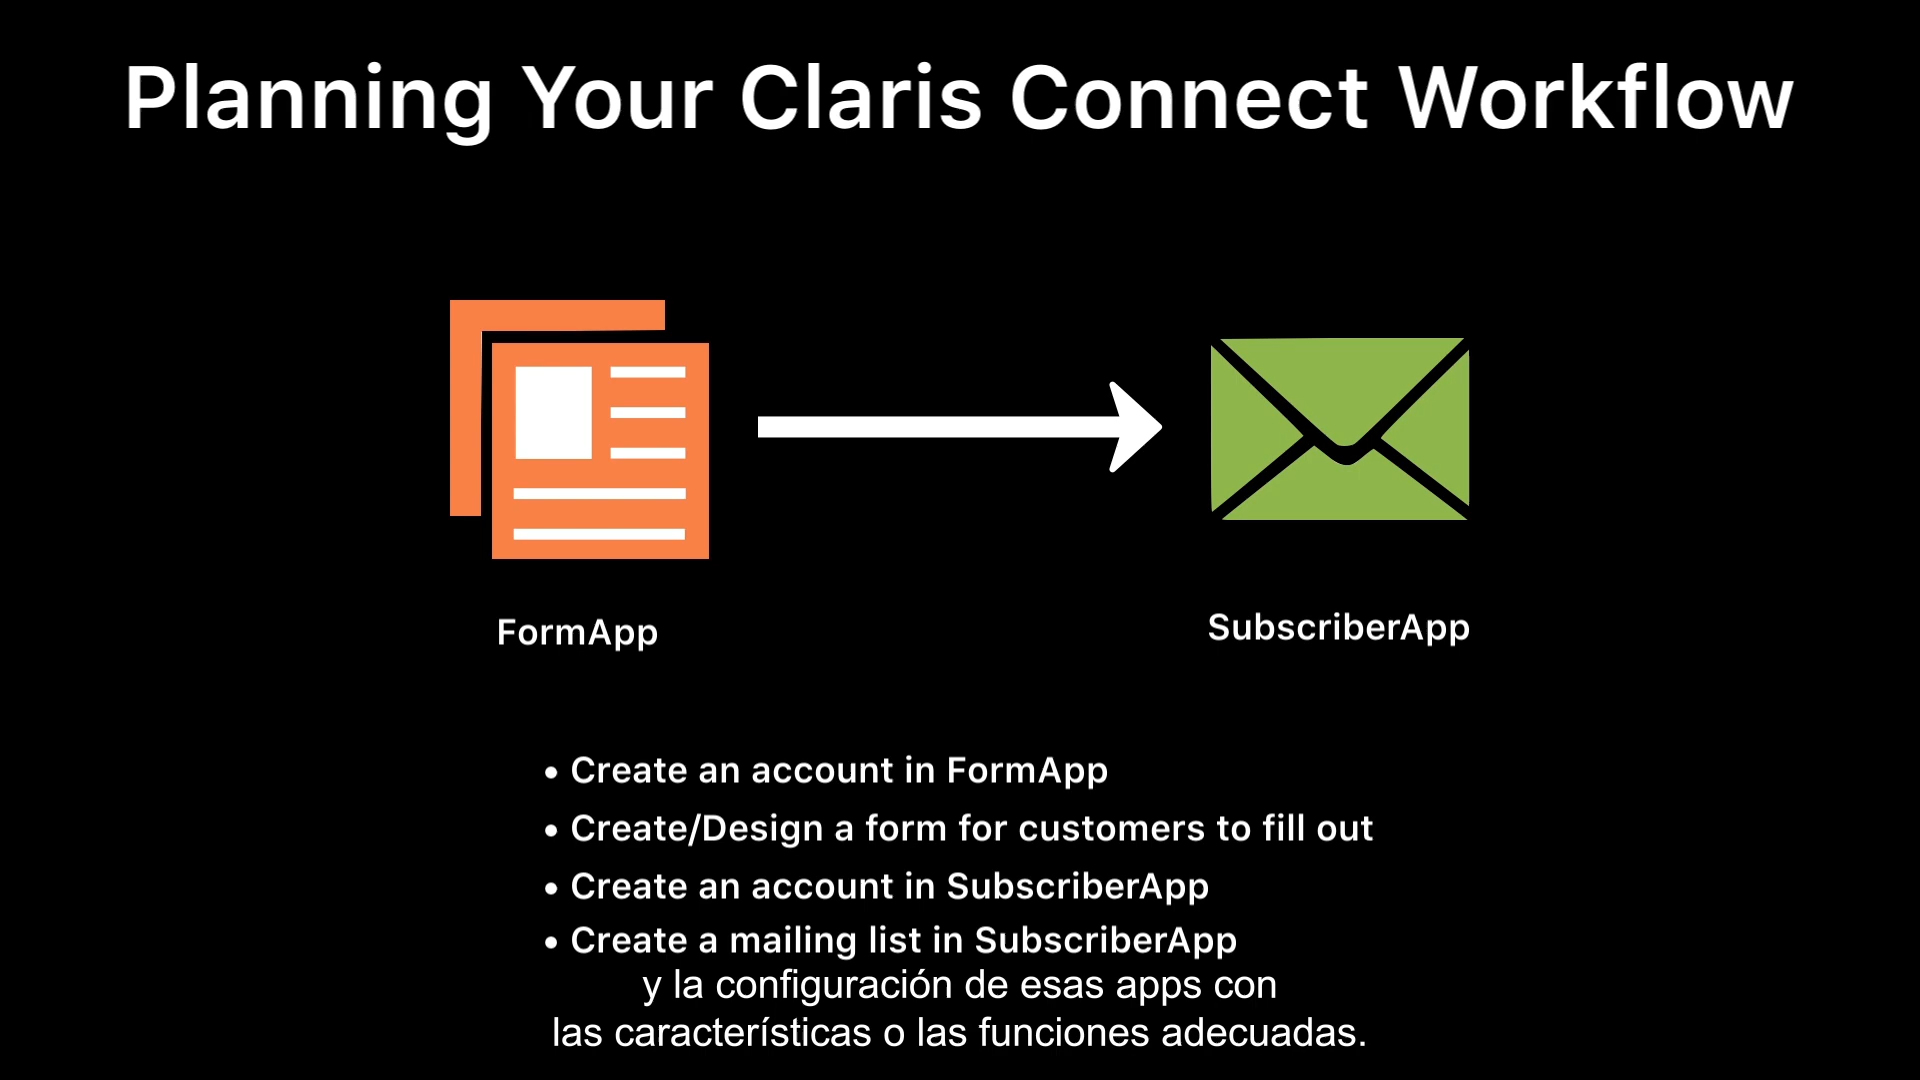 Planning Your Claris Connect Workflow
FormApp
SubscriberApp
• Create an account in FormApp
• Create/Design a form for customers to fill out
• Create an account in SubscriberApp
• Create a mailing list in SubscriberApp
y la configuración de esas apps con
las características o las funciones adecuadas.